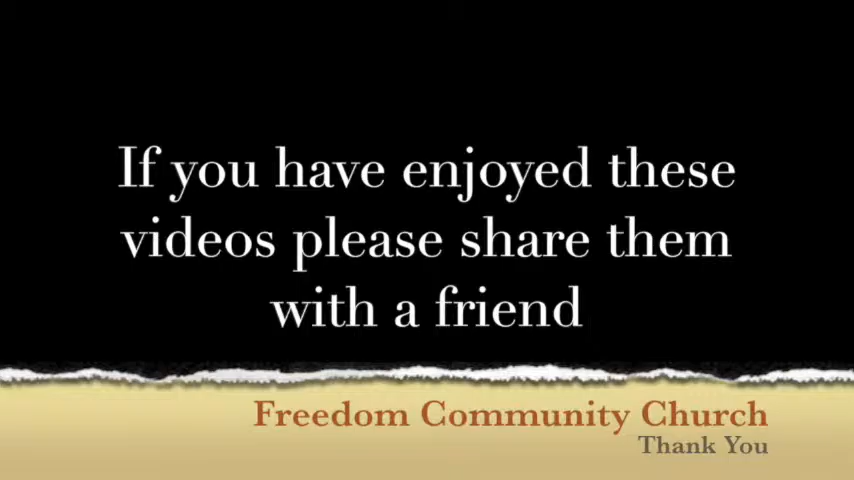 If you have enjoyed these
videos please share them
with a friend
Freedom Community Church
Thank You